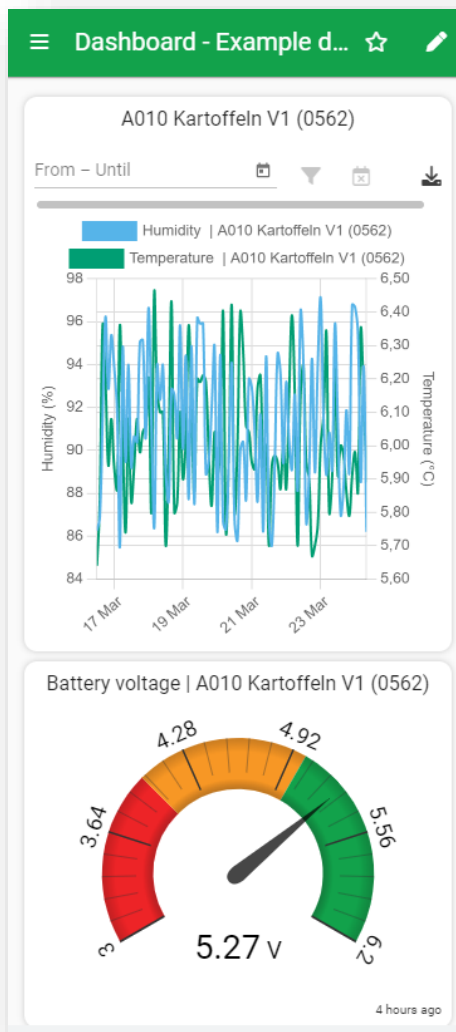 Dashboard - Example d...
A010 Kartoffeln V1 (0562)
From – Until
Humidity | A010 Kartoffeln V1 (0562)
Temperature | A010 Kartoffeln V1 (0562)
98
96
94
92
90
88
86
84
Humidity (%)
6,50
6,40
6,30
6,20
6,10
6,00
5,90
5,80
5,70
5,60
Temperature (°C)
17 Mar
19 Mar
21 Mar
23 Mar
Battery voltage | A010 Kartoffeln V1 (0562)
3
3.64
4.28
4.92
5.56
6.2
5.27 V
4 hours ago